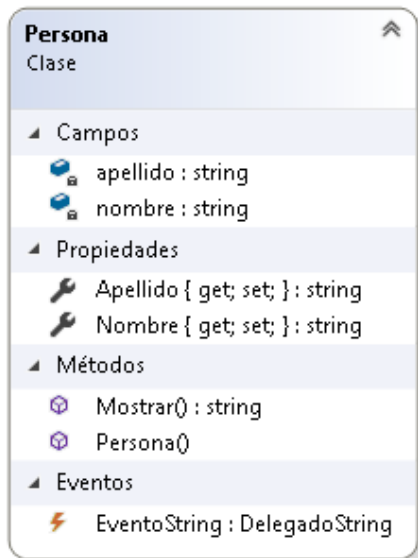 Persona
Clase
Campos
apellido : string
nombre : string
Propiedades
Apellido { get; set; } : string
Nombre { get; set; } : string
Métodos
Mostrar() : string
Persona()
Eventos
EventoString : DelegadoString